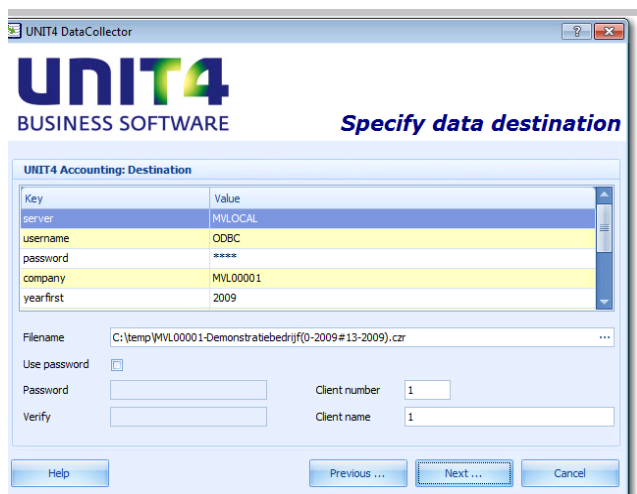 UNIT4 DataCollector
UNIT4
BUSINESS SOFTWARE
Specify data destination
UNIT4 Accounting: Destination
Key Value
server MVLOCAL
username ODBC
password ****
company MVL00001
yearfirst 2009
Filename C:\temp\MVL00001-Demonstratiebedrijf(0-2009#13-2009).czr ...
Use password
Password Client number 1
Verify Client name 1
Help Previous ... Next ... Cancel